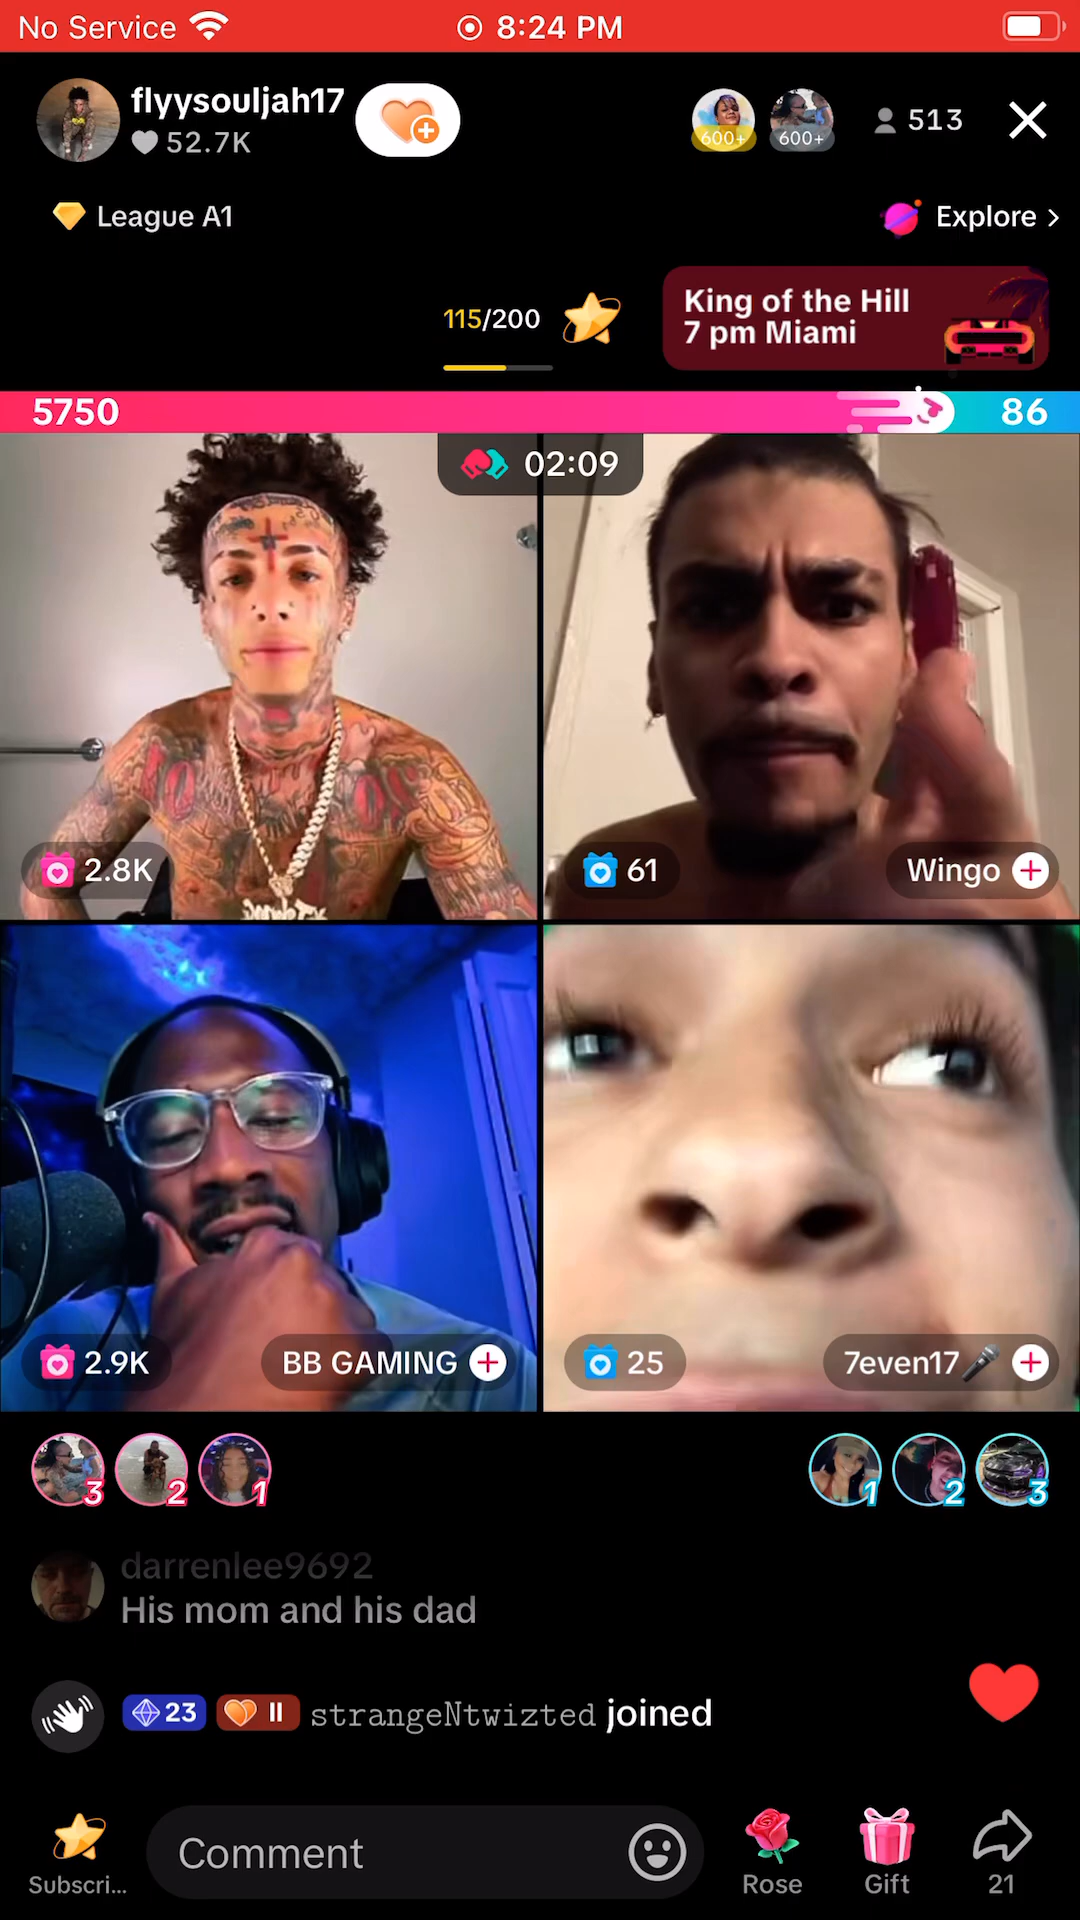 No Service
8:24 PM
flyysouljah17
52.7K
600+
600+
513
League A1
Explore
115/200
King of the Hill
7 pm Miami
5750
86
02:09
2.8K
61
Wingo
2.9K
BB GAMING
25
7even17🎤
3
2
1
1
2
3
darrenlee9692
His mom and his dad
23
II
strangeNtwizted joined
Subscri...
Comment
Rose
Gift
21